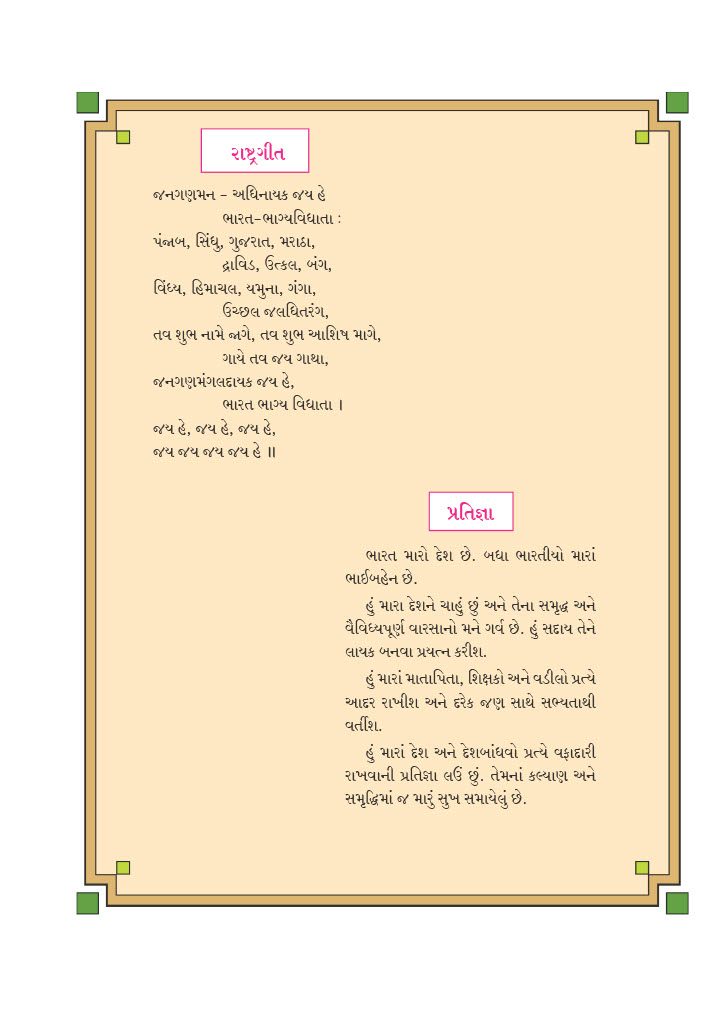 રાષ્ટ્રગીત
જનગણમન – અધિનાયક જય હે
ભારત–ભાગ્યવિધાતા :
પંજાબ, સિંધુ, ગુજરાત, મરાઠા,
દ્રાવિડ, ઉત્કલ, બંગ,
વિંધ્ય, હિમાચલ, યમુના, ગંગા,
ઉચ્છલ જલધિતરંગ,
તવ શુભ નામે જાગે, તવ શુભ આશિષ માગે,
ગાયે તવ જય ગાથા,
જનગણમંગલદાયક જય હે,
ભારત ભાગ્ય વિધાતા ।
જય હે, જય હે, જય હે,
જય જય જય જય હે ॥
પ્રતિજ્ઞા
ભારત મારો દેશ છે. બધા ભારતીયો મારાં
ભાઈબહેન છે.
હું મારા દેશને ચાહું છું અને તેના સમૃદ્ધ અને
વૈવિધ્યપૂર્ણ વારસાનો મને ગર્વ છે. હું સદાય તેને
લાયક બનવા પ્રયત્ન કરીશ.
હું મારાં માતાપિતા, શિક્ષકો અને વડીલો પ્રત્યે
આદર રાખીશ અને દરેક જણ સાથે સભ્યતાથી
વર્તીશ.
હું મારાં દેશ અને દેશબાંધવો પ્રત્યે વફાદારી
રાખવાની પ્રતિજ્ઞા લઉં છું. તેમનાં કલ્યાણ અને
સમૃદ્ધિમાં જ મારું સુખ સમાયેલું છે.